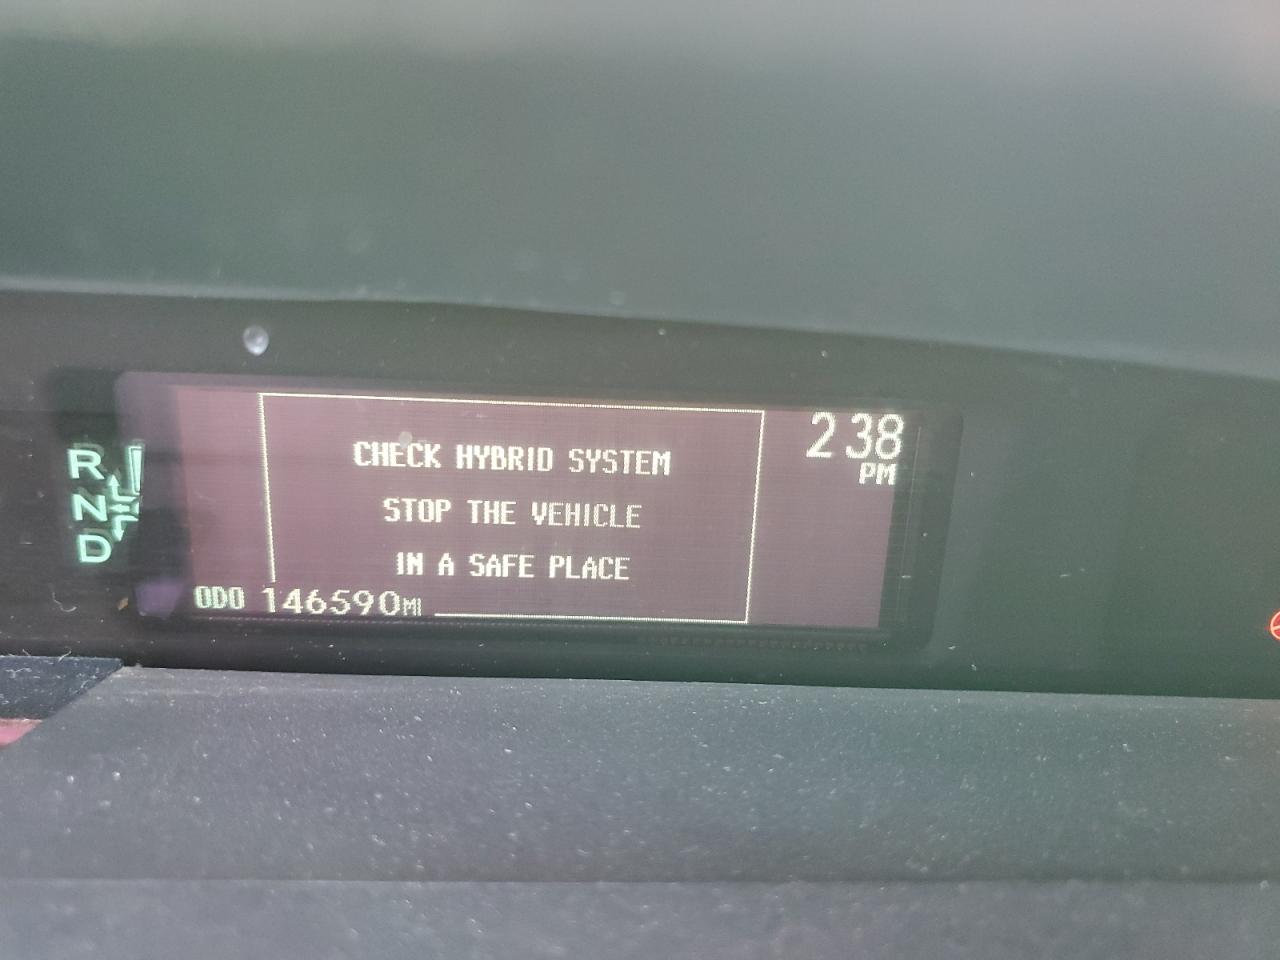 CHECK HYBRID SYSTEM
STOP THE VEHICLE
IN A SAFE PLACE
2 38
PM
R
N
D
ODO 146590MI